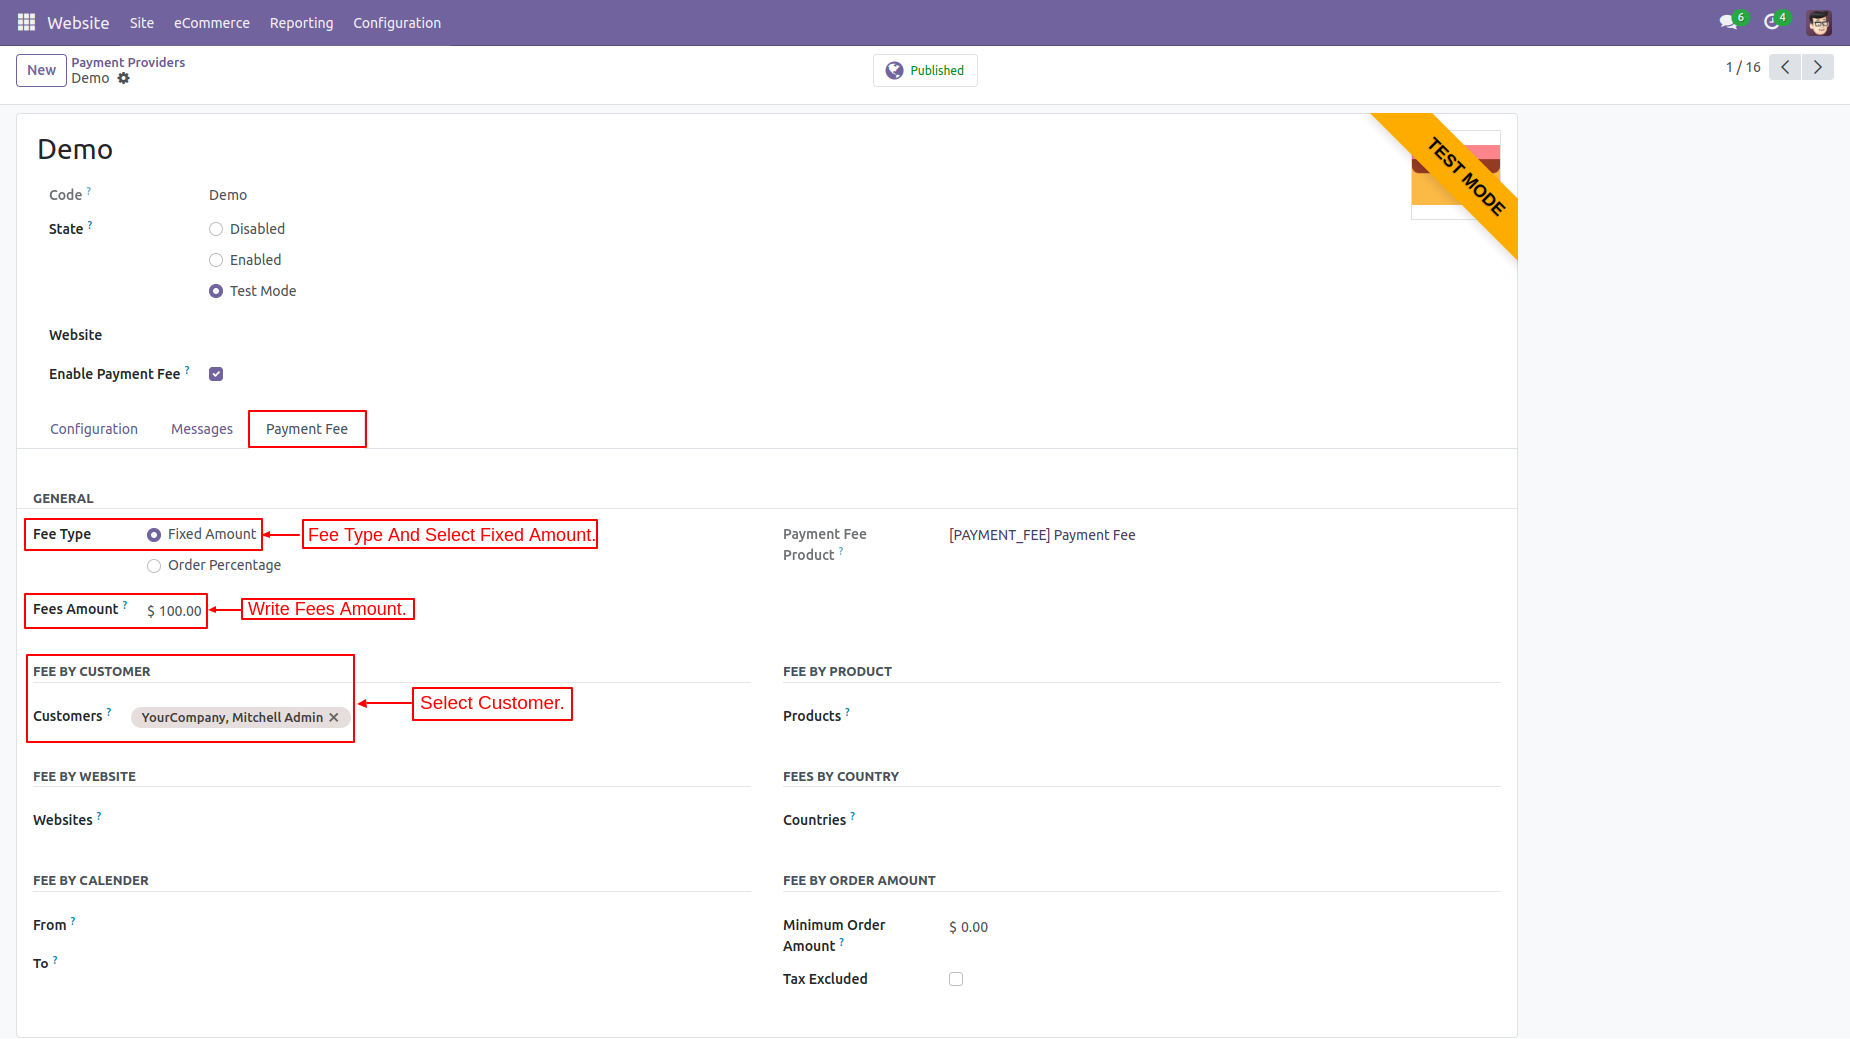 Website Site eCommerce Reporting Configuration 6 4
New Payment Providers
Demo
Published
1 / 16
Demo
TEST MODE
Code ? Demo
State ? Disabled
Enabled
Test Mode
Website
Enable Payment Fee ?
Configuration Messages Payment Fee
GENERAL
Fee Type Fixed Amount Fee Type And Select Fixed Amount.
Order Percentage
Payment Fee Product ? [PAYMENT_FEE] Payment Fee
Fees Amount ? $ 100.00 Write Fees Amount.
FEE BY CUSTOMER
Customers ? YourCompany, Mitchell Admin ×
Select Customer.
FEE BY PRODUCT
Products ?
FEE BY WEBSITE
Websites ?
FEES BY COUNTRY
Countries ?
FEE BY CALENDER
From ?
To ?
FEE BY ORDER AMOUNT
Minimum Order
Amount ? $ 0.00
Tax Excluded